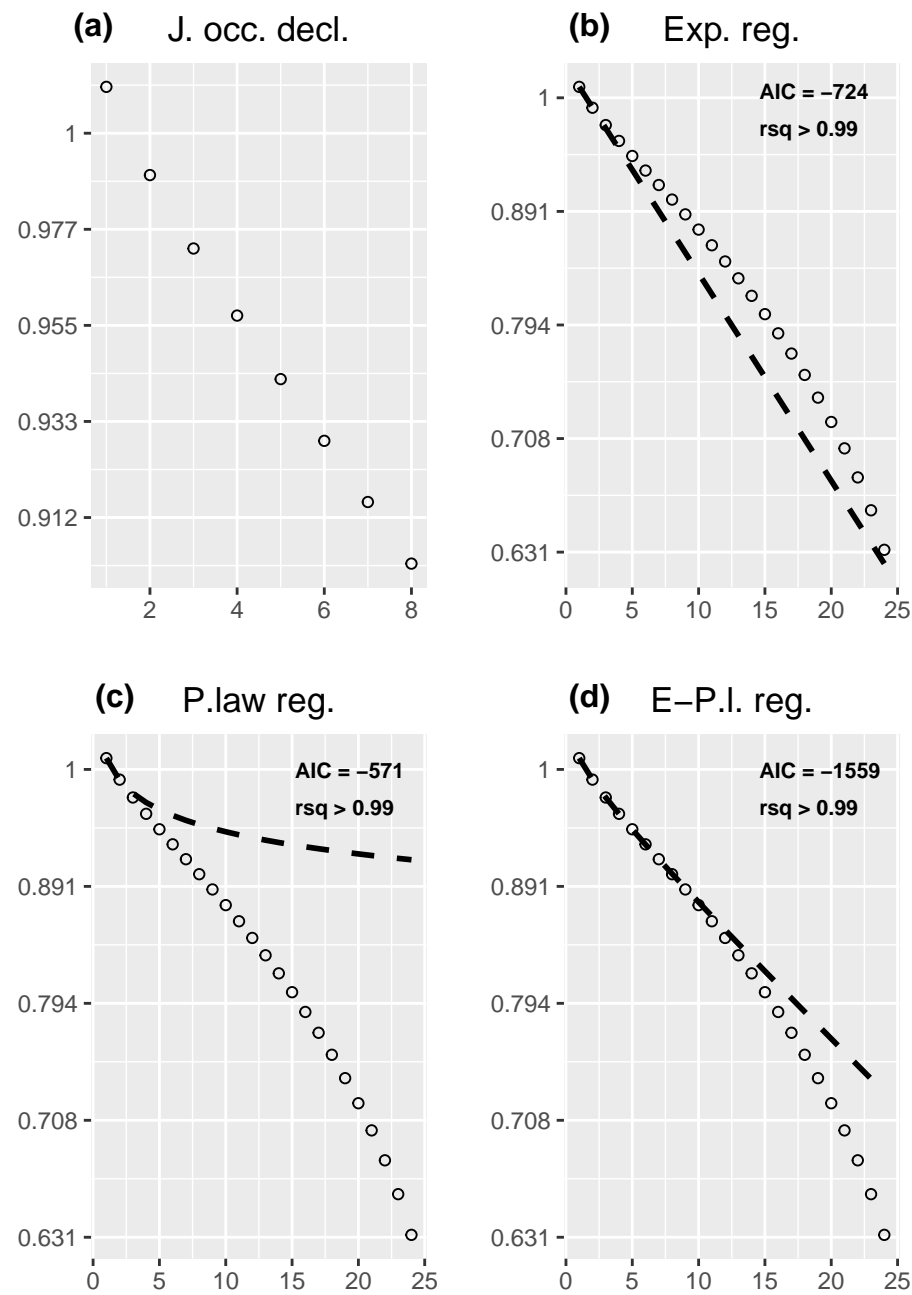 (a) J. occ. decl.
1
0.977
0.955
0.933
0.912
2 4 6 8
(b) Exp. reg.
AIC = −724
rsq > 0.99
1
0.891
0.794
0.708
0.631
0 5 10 15 20 25
(c) P.law reg.
AIC = −571
rsq > 0.99
1
0.891
0.794
0.708
0.631
0 5 10 15 20 25
(d) E−P.l. reg.
AIC = −1559
rsq > 0.99
1
0.891
0.794
0.708
0.631
0 5 10 15 20 25